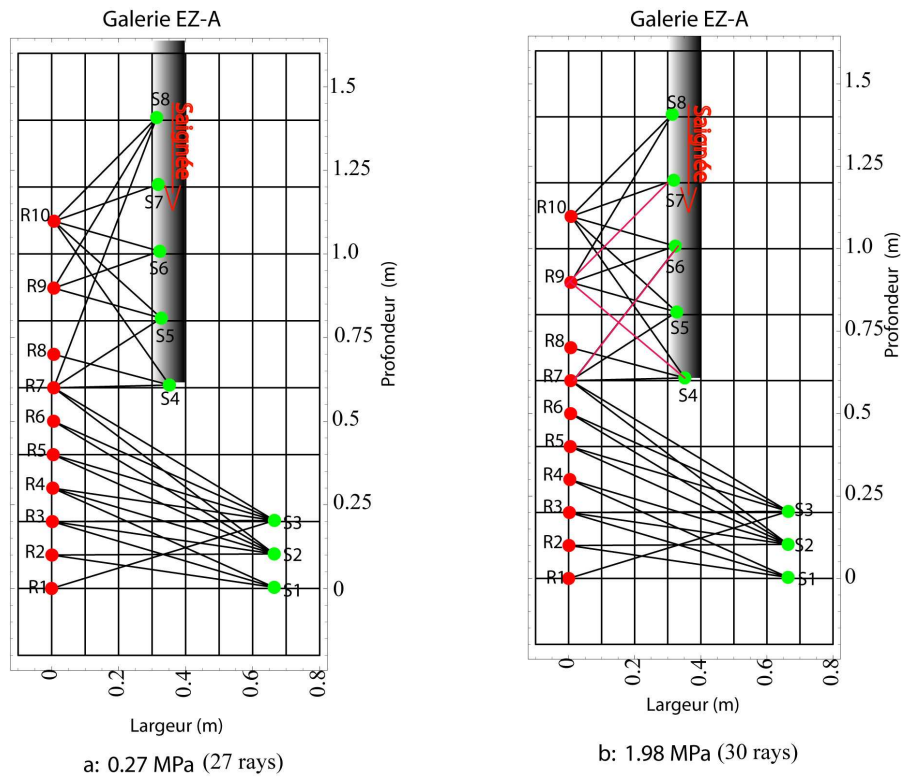 Galerie EZ-A
S8
1.5
Saignée
1.25
S7
R10
S6
1.0
R9
S5
0.75
Profondeur (m)
R8
R7
S4
R6
0.5
R5
R4
0.25
R3
S3
R2
S2
R1
S1
0
0
0.2
0.4
0.6
0.8
Largeur (m)
a: 0.27 MPa (27 rays)
Galerie EZ-A
S8
1.5
Saignée
1.25
S7
R10
S6
1.0
R9
S5
0.75
Profondeur (m)
R8
R7
S4
R6
0.5
R5
R4
0.25
R3
S3
R2
S2
R1
S1
0
0
0.2
0.4
0.6
0.8
Largeur (m)
b: 1.98 MPa (30 rays)